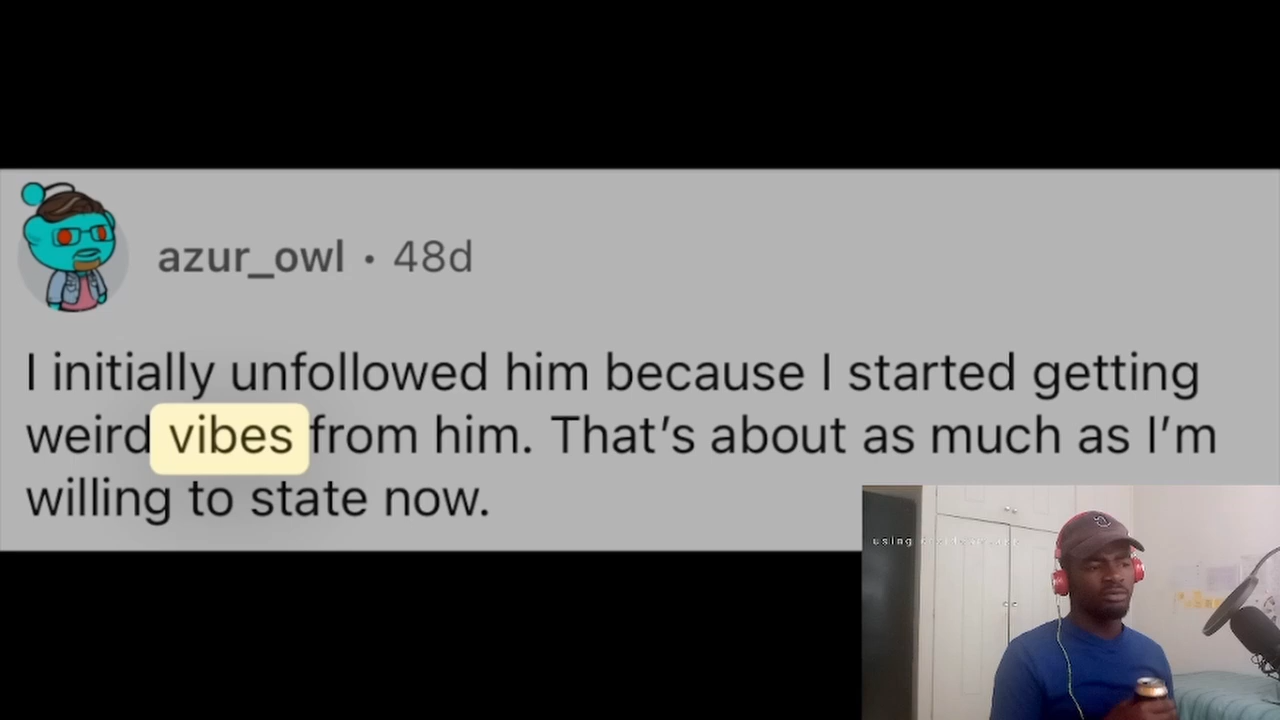 azur_owl • 48d
I initially unfollowed him because I started getting
weird vibes from him. That’s about as much as I’m
willing to state now.
using